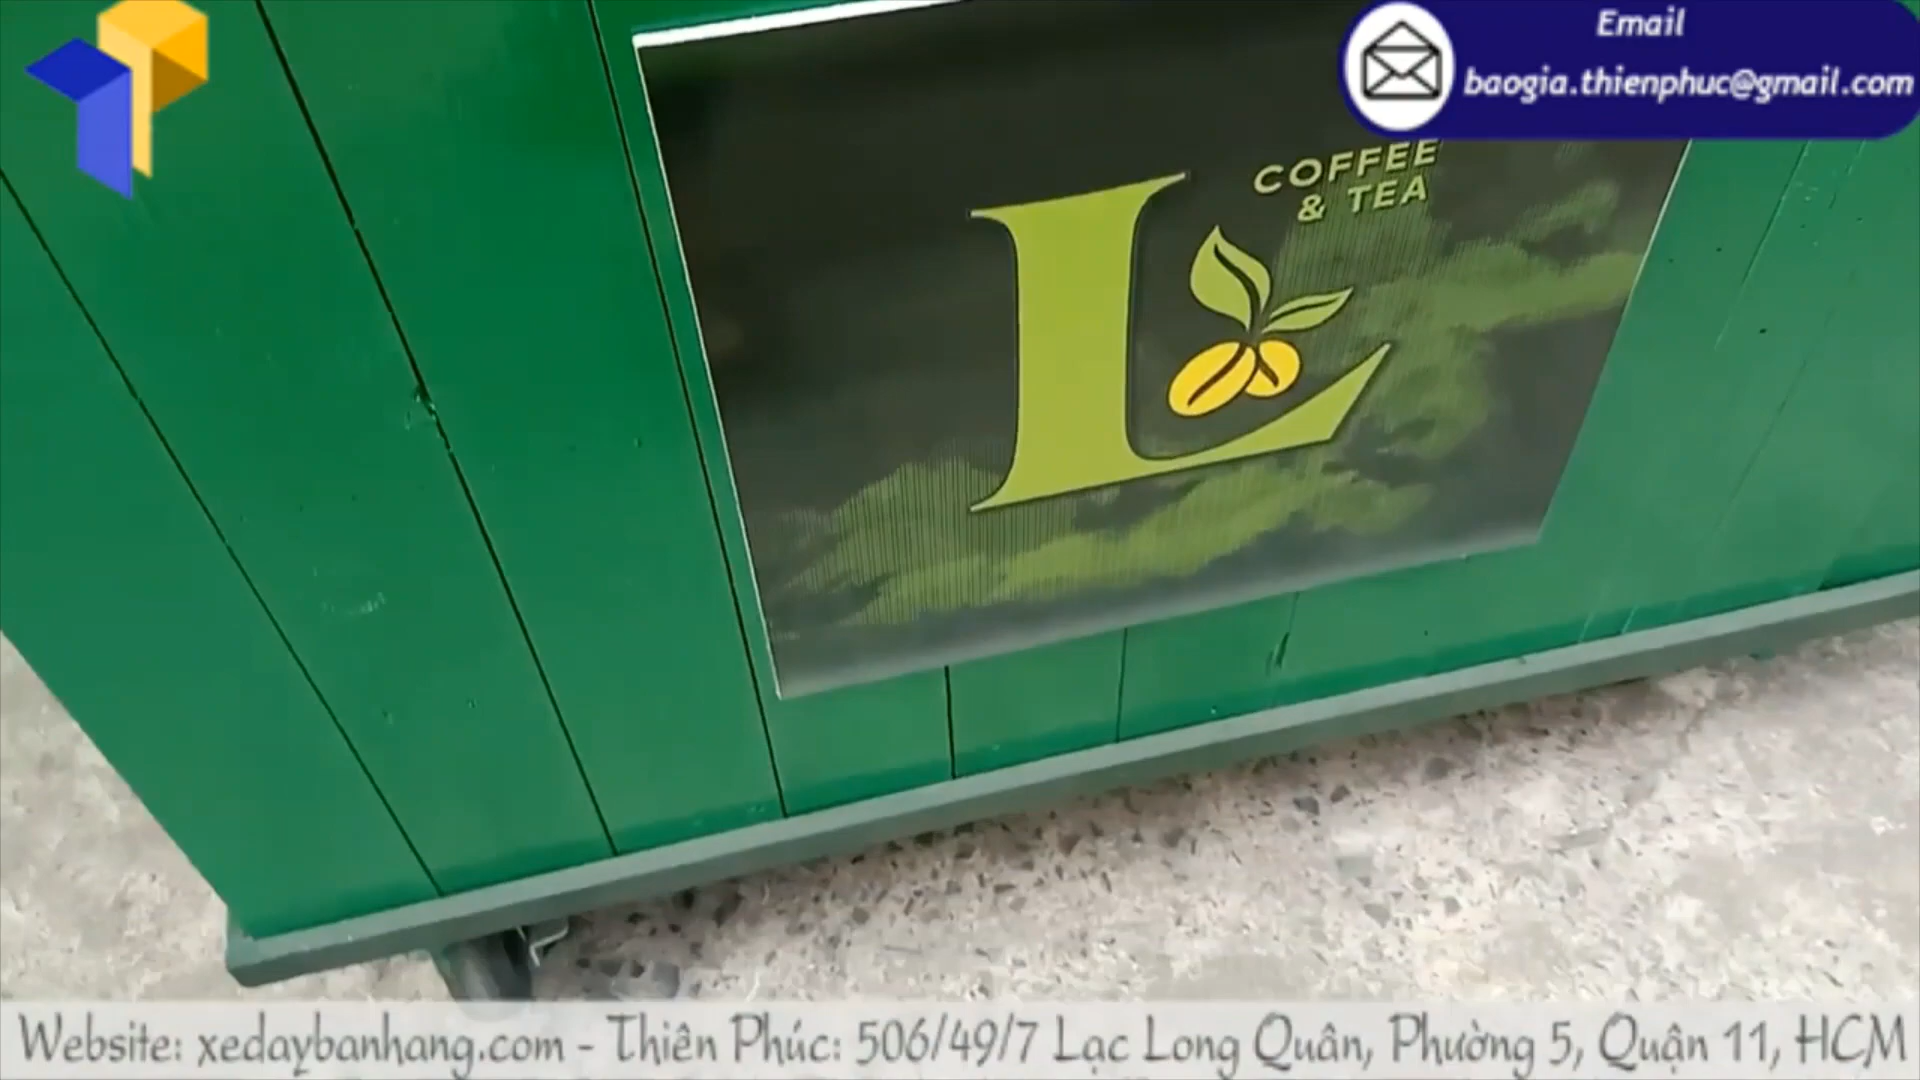 Email
baogia.thienphuc@gmail.com
COFFEE
& TEA
L
Website: xedaybanhang.com - Thiên Phúc: 506/49/7 Lạc Long Quân, Phường 5, Quận 11, HCM